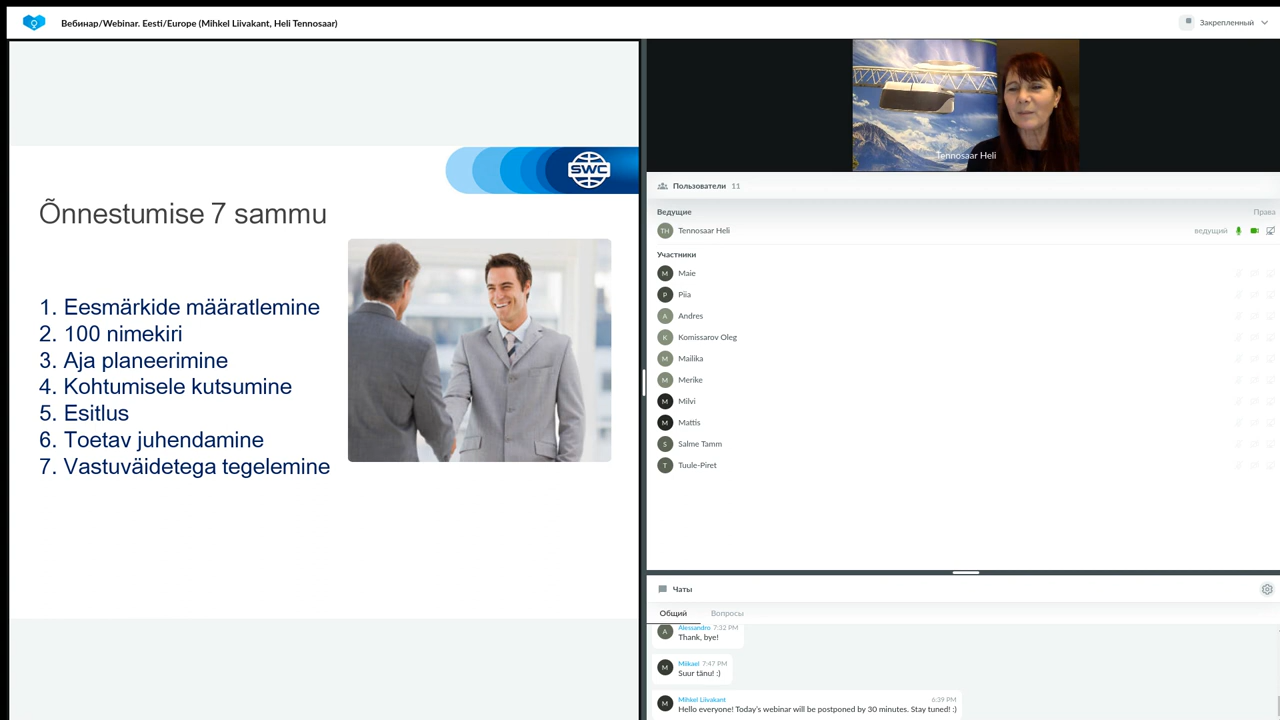 Вебинар/Webinar. Eesti/Europe (Mihkel Liivakant, Heli Tennosaar)
Закрепленный
SWC
Õnnestumise 7 sammu
1. Eesmärkide määratlemine
2. 100 nimekiri
3. Aja planeerimine
4. Kohtumisele kutsumine
5. Esitlus
6. Toetav juhendamine
7. Vastuväidetega tegelemine
Tennosaar Heli
Пользователи 11
Ведущие Права
TH Tennosaar Heli ведущий
Участники
M Maie
P Piia
A Andres
K Komissarov Oleg
M Mailika
M Merike
M Milvi
M Mattis
S Salme Tamm
T Tuule-Piret
Чаты
Общий Вопросы
A Alessandro 7:32 PM
Thank, bye!
M Mikael 7:47 PM
Suur tänu! :)
M Mihkel Liivakant 6:39 PM
Hello everyone! Today's webinar will be postponed by 30 minutes. Stay tuned! :)